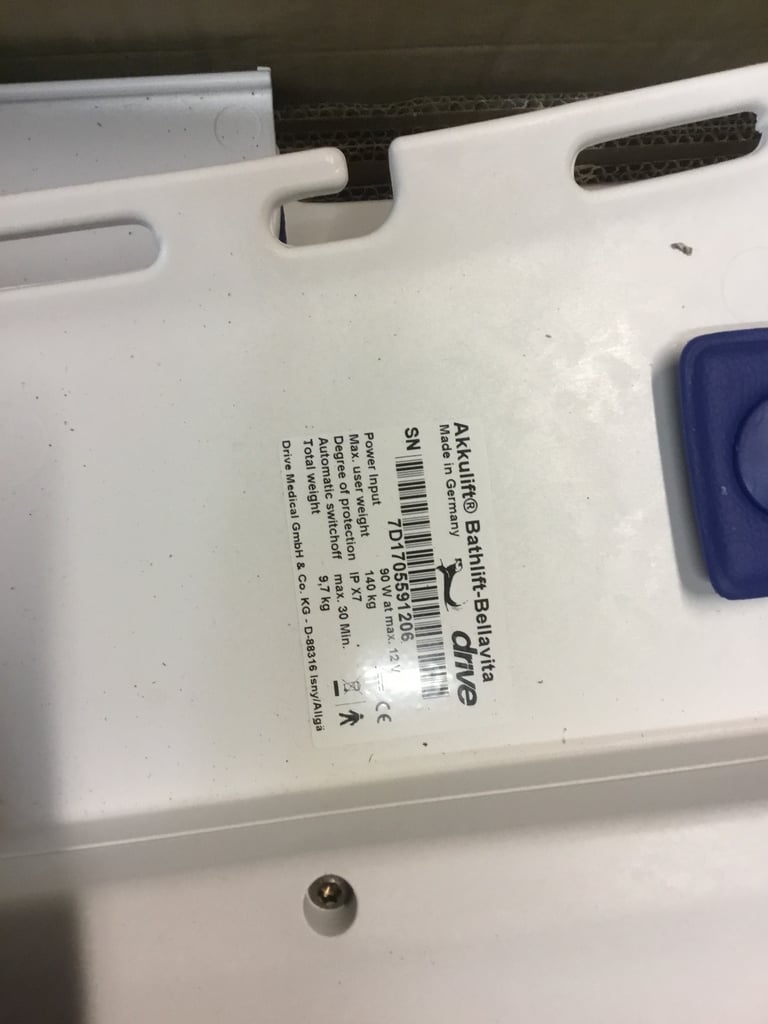 Akkulift® Bathlift-Bellavita
Made in Germany
drive
SN
7D1705591206
Power Input 90 W at max. 12 V
Max. user weight 140 kg
Degree of protection IP X7
Automatic switchoff max. 30 Min.
Total weight 9,7 kg
Drive Medical GmbH & Co. KG - D-88316 Isny/Allgä
CE